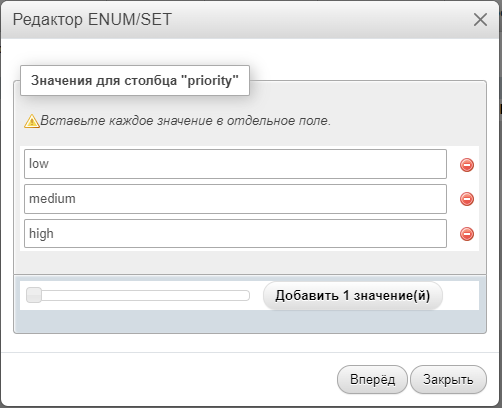 Редактор ENUM/SET
Значения для столбца "priority"
Вставьте каждое значение в отдельное поле.
low
medium
high
Добавить 1 значение(й)
Вперёд Закрыть